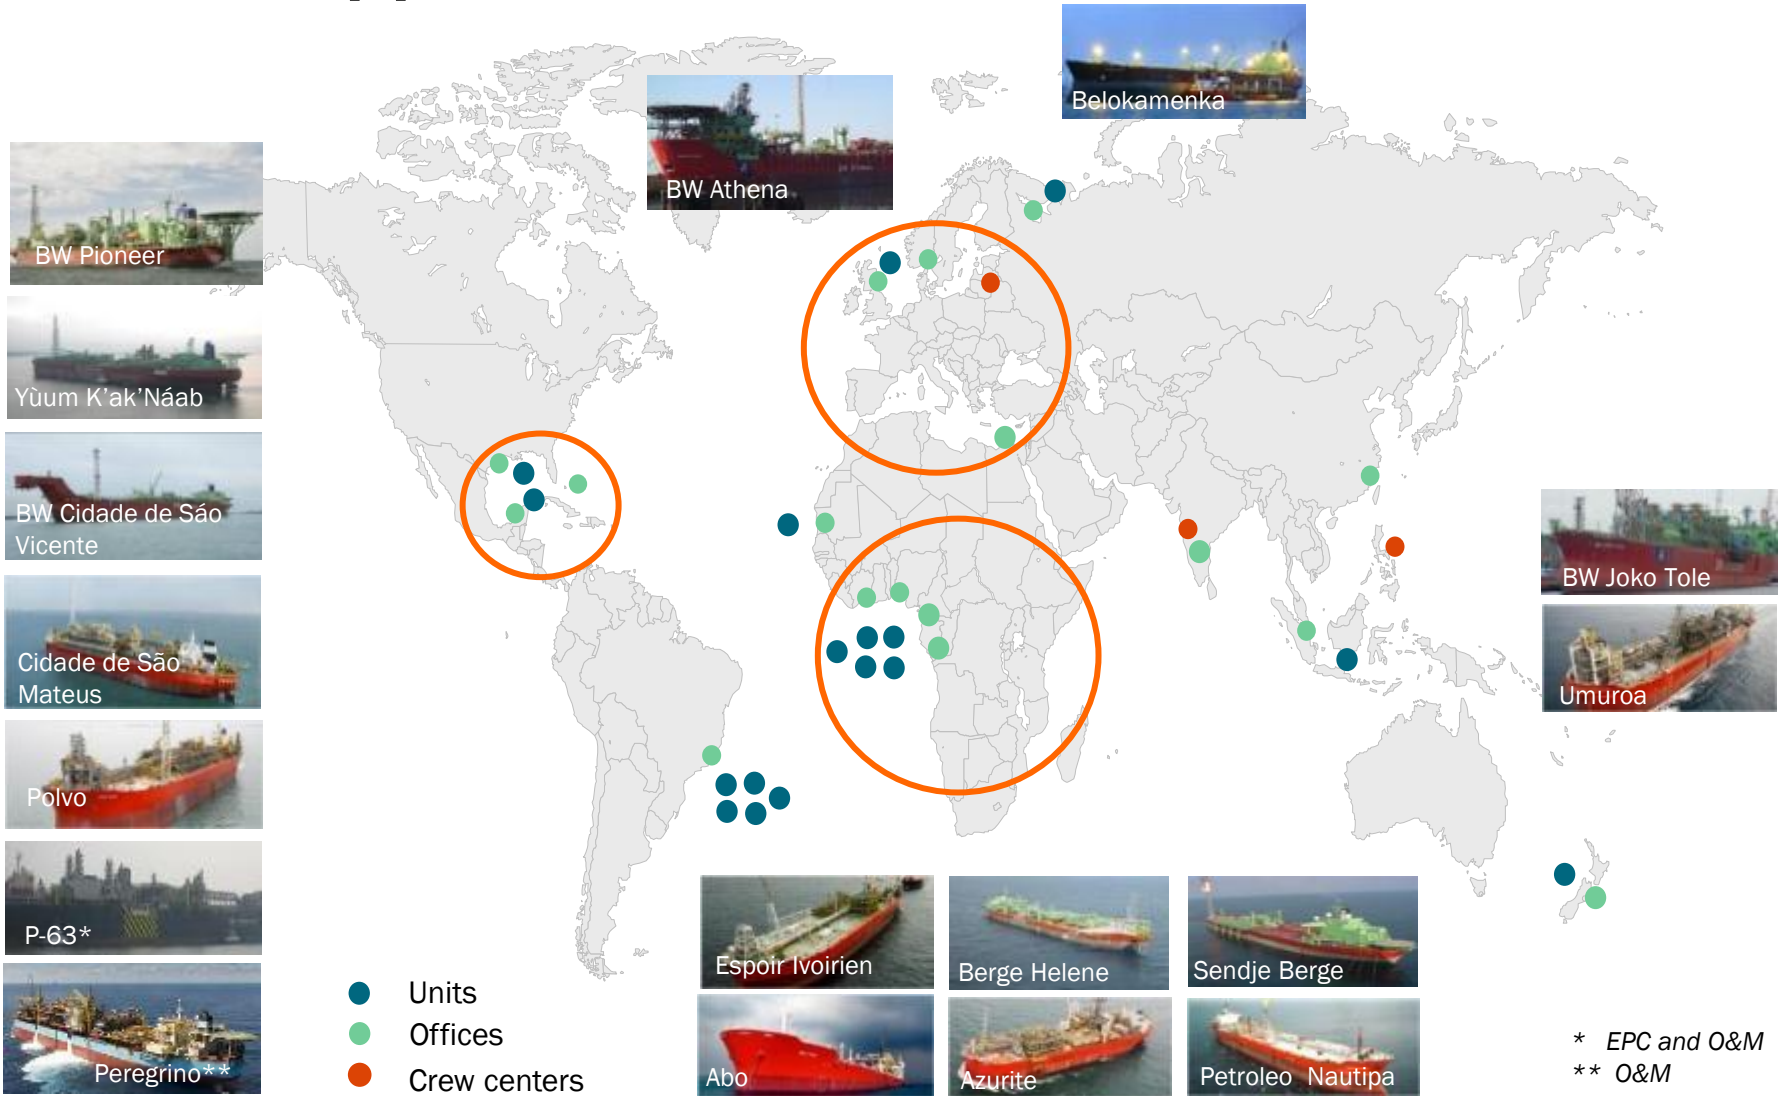 Belokamenka
BW Athena
BW Pioneer
Yùum K'ak'Náab
BW Cidade de Sáo
Vicente
Cidade de São
Mateus
Polvo
P-63*
Peregrino**
BW Joko Tole
Umuroa
Espoir Ivoirien
Berge Helene
Sendje Berge
Abo
Azurite
Petroleo Nautipa
Units
Offices
Crew centers
* EPC and O&M
** O&M